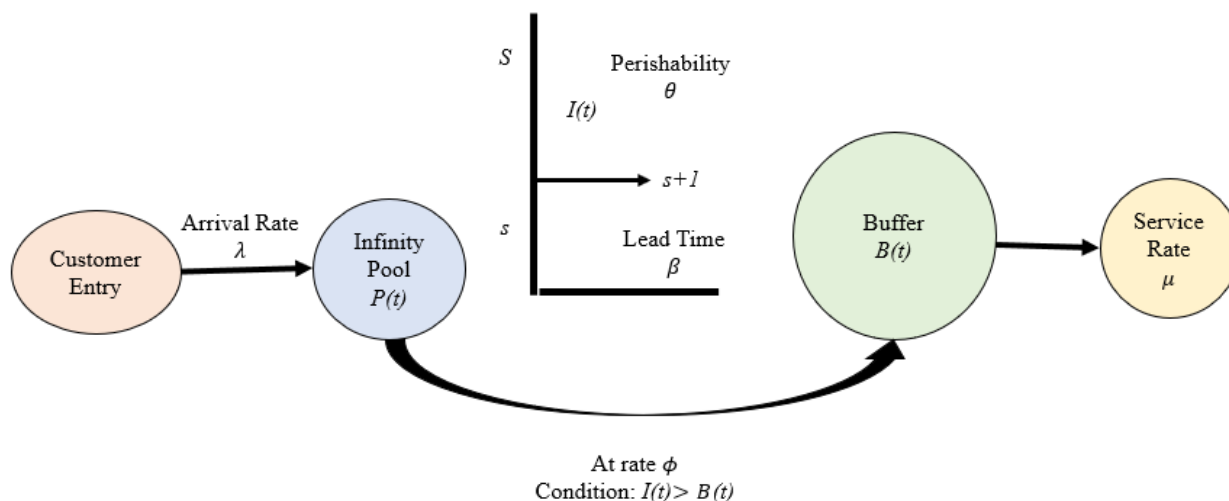 Customer
Entry
Arrival Rate
λ
Infinity
Pool
P(t)
S
I(t)
Perishability
θ
s+1
s
Lead Time
β
Buffer
B(t)
Service
Rate
μ
At rate ϕ
Condition: I(t)> B(t)